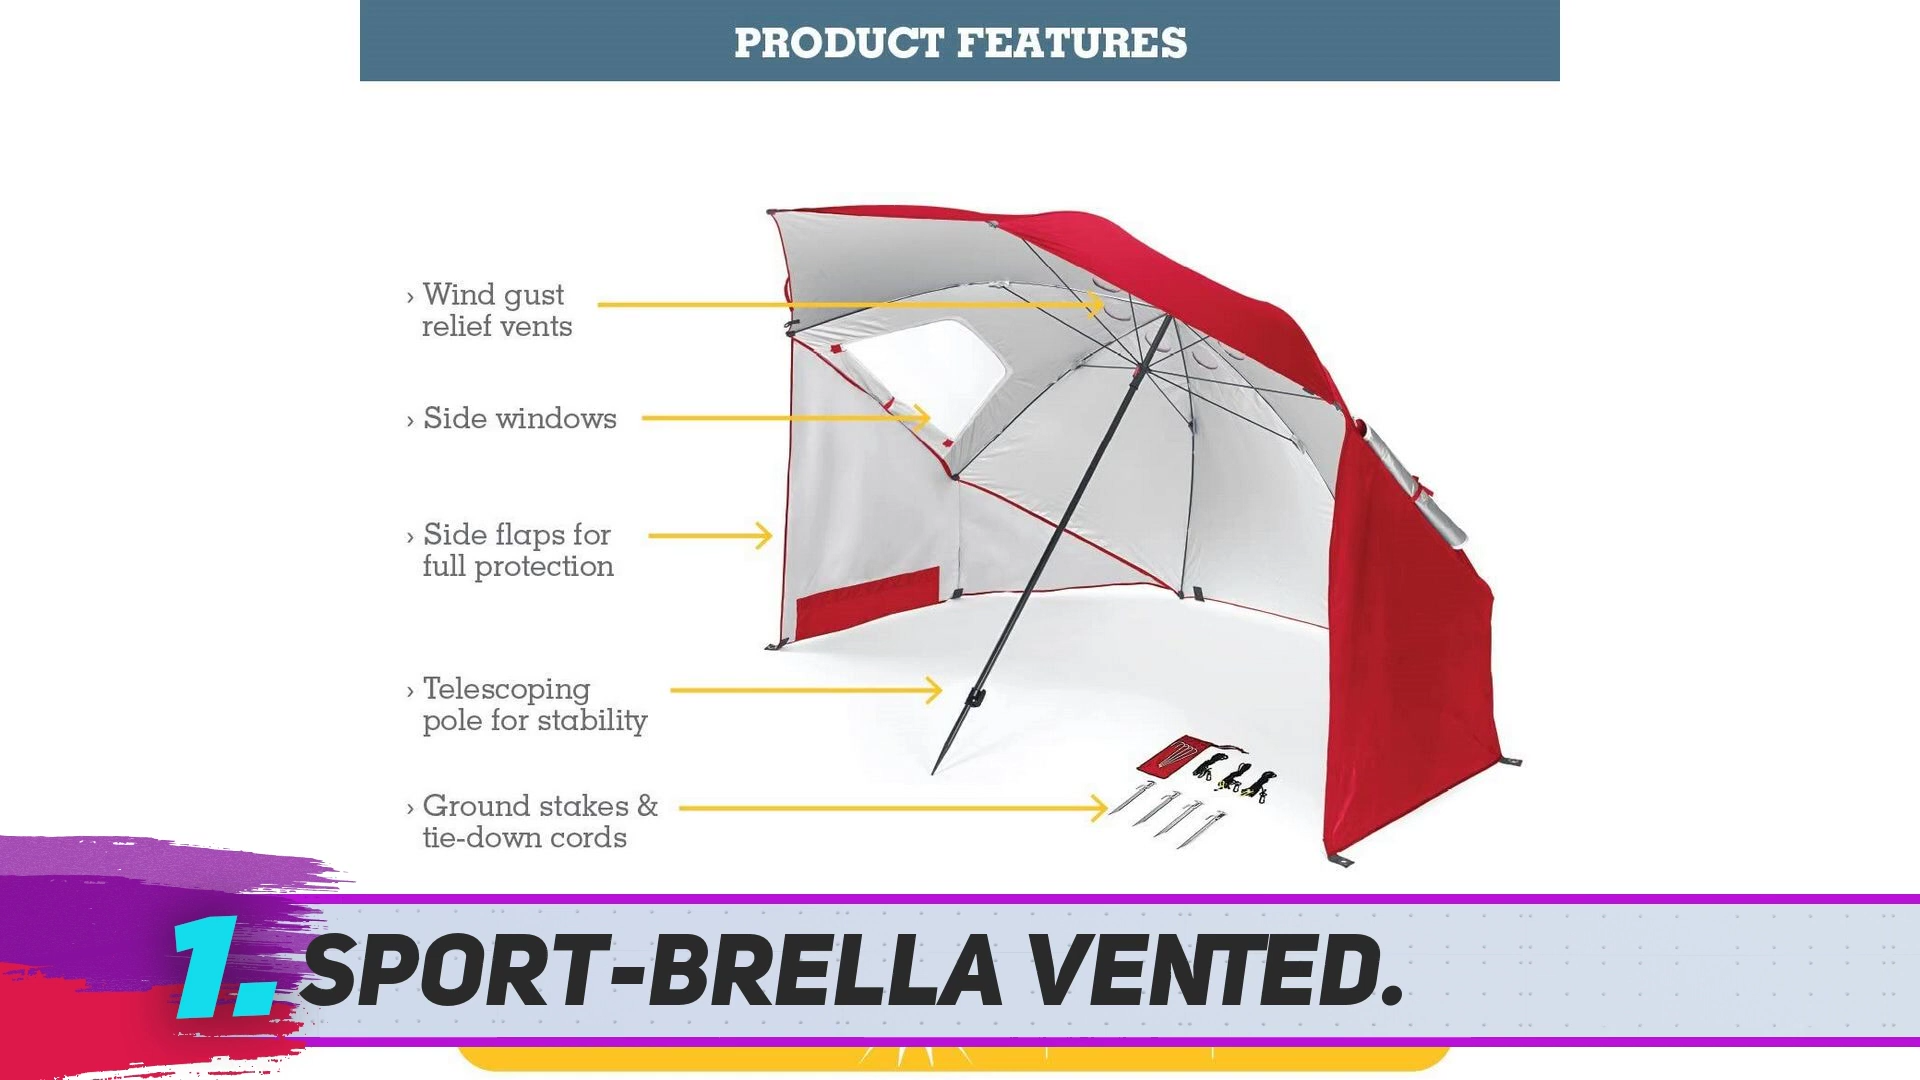 PRODUCT FEATURES
› Wind gust
relief vents
› Side windows
› Side flaps for
full protection
› Telescoping
pole for stability
› Ground stakes &
tie-down cords
1. SPORT-BRELLA VENTED.